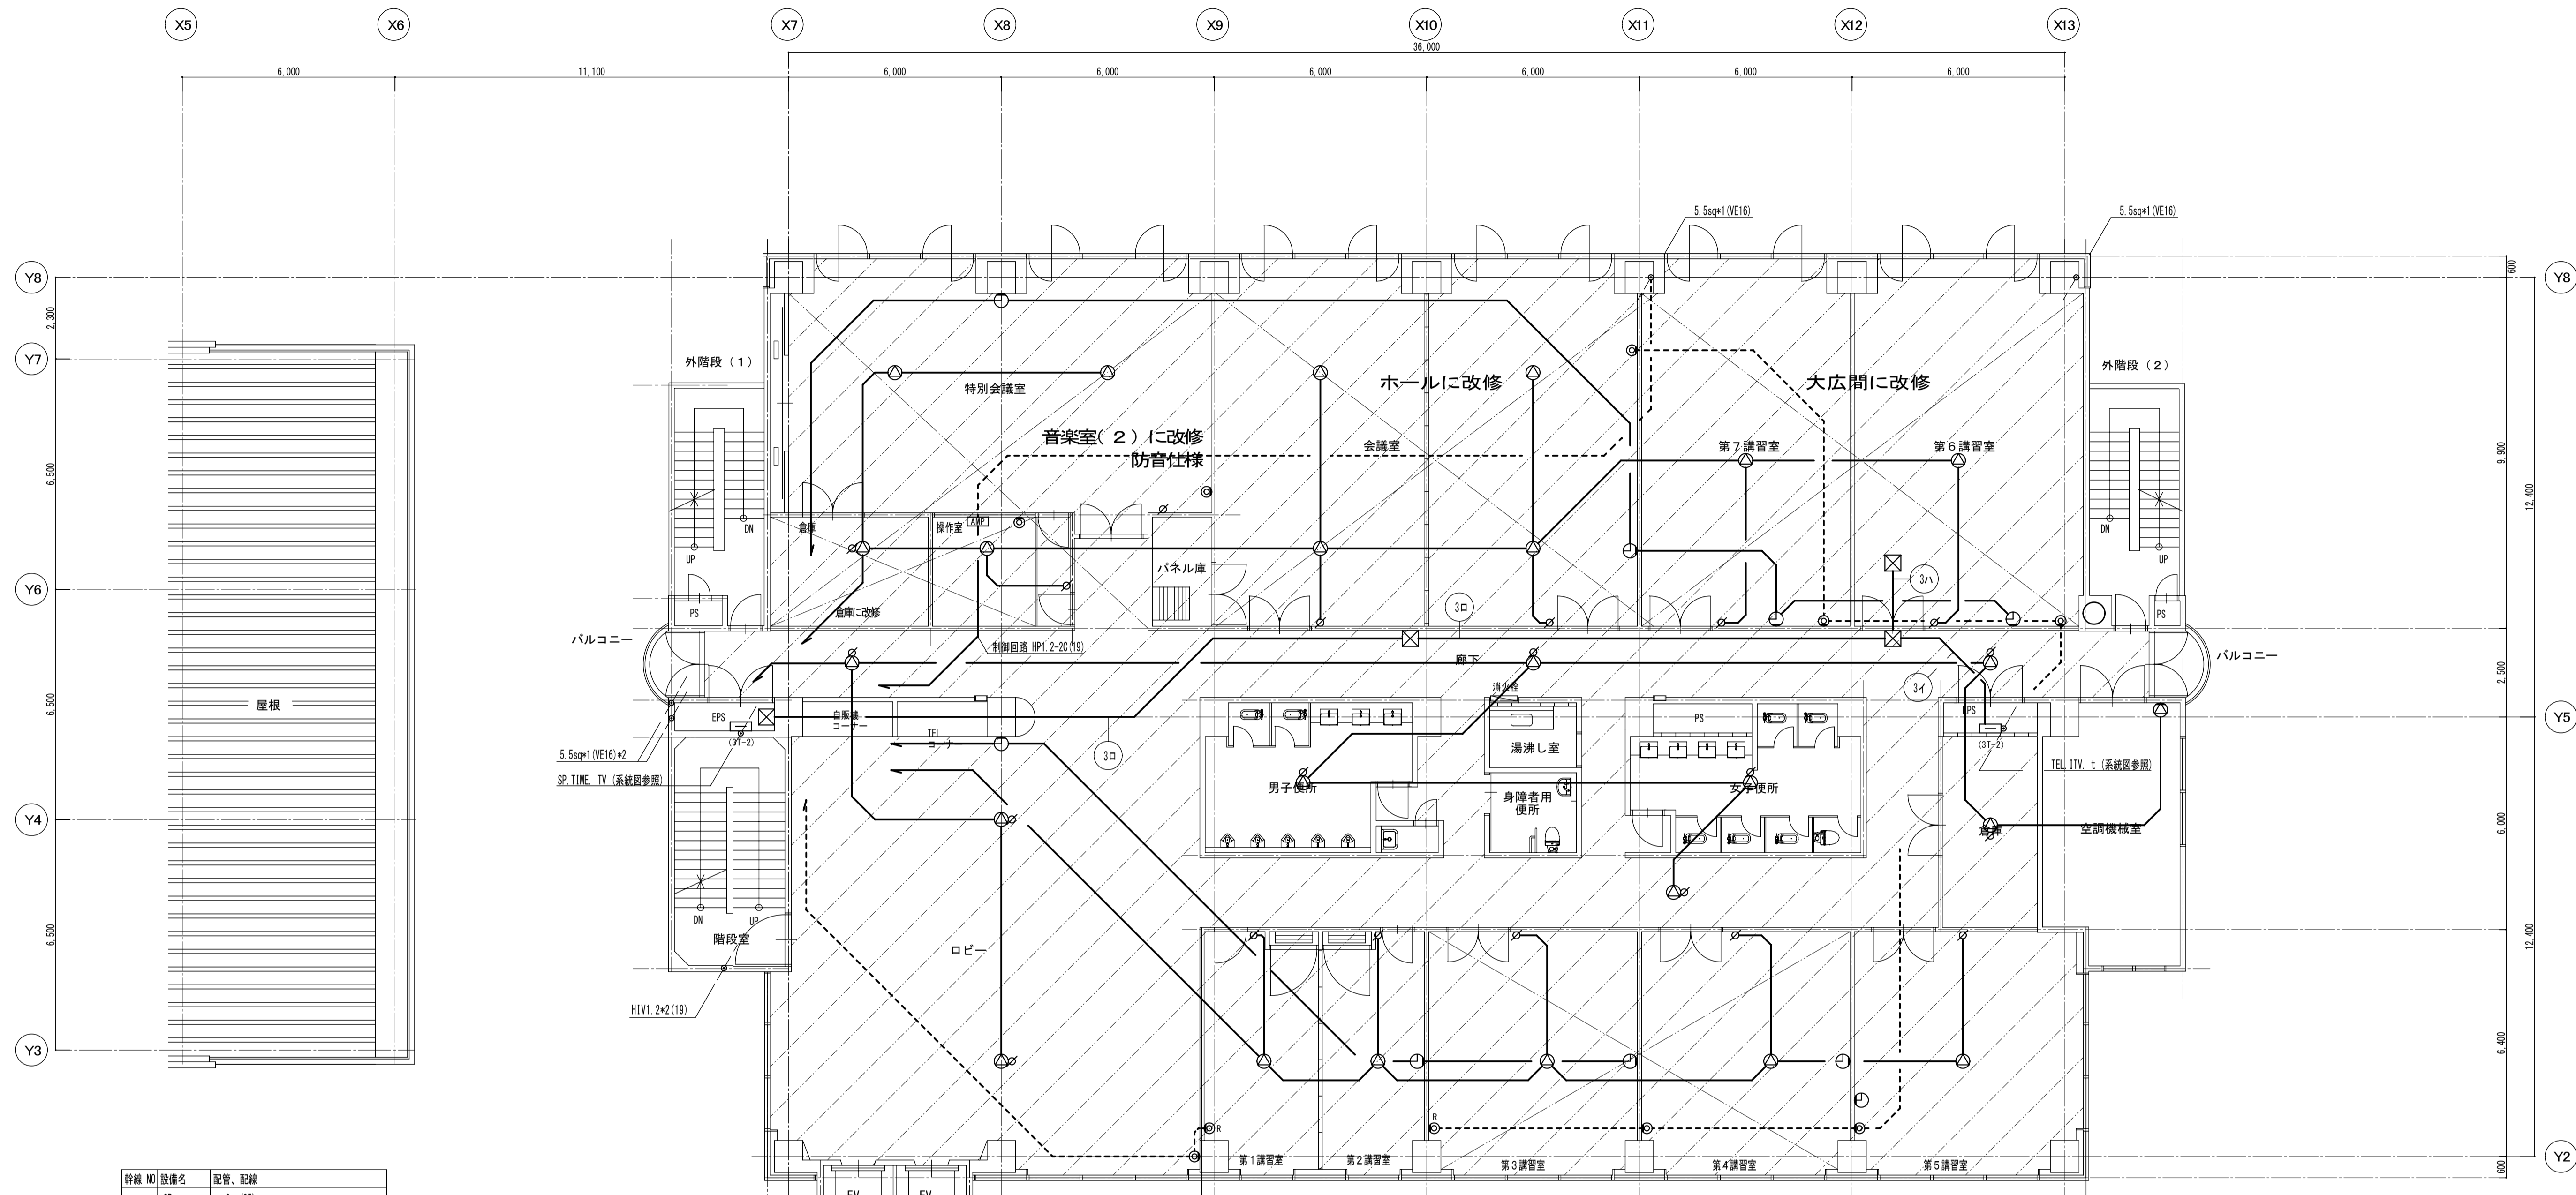 X5 X6 X7 X8 X9 X10 X11 X12 X13
36,000
6,000 11,100 6,000 6,000 6,000 6,000 6,000 6,000
5.5sq*1(VE16) 5.5sq*1(VE16)
Y8 600 Y8
2,300
Y7
外階段(1) 外階段(2)
特別会議室 ホールに改修 大広間に改修
音楽室(2)に改修
防音仕様
会議室 第7講習室 第6講習室
6,500 9,900
12,400
DN 倉庫 操作室 AMP DN
UP パネル庫 UP
3ハ
Y6
PS 倉庫に改修 3ロ PS
バルコニー 制御回路 HP1.2-2C(19) 廊下 バルコニー
2,500
消火栓 3イ
6,500 屋根
EPS 自販機 PS EPS
コーナー
TEL
コーナー
Y5 Y5
(3T-2) (3T-2)
5.5sq*1(VE16)*2 3ロ 湯沸し室
SP.TIME. TV (系統図参照) TEL.ITV. t (系統図参照)
男子便所 身障者用 女子便所
便所
Y4 倉庫 空調機械室
6,000
DN UP
6,500 階段室 ロビー
12,400
HIV1.2*2(19)
6,400
Y3
R R
第1講習室 第2講習室 第3講習室 第4講習室 第5講習室
Y2
600
幹線 NO 設備名 配管、配線
EV EV